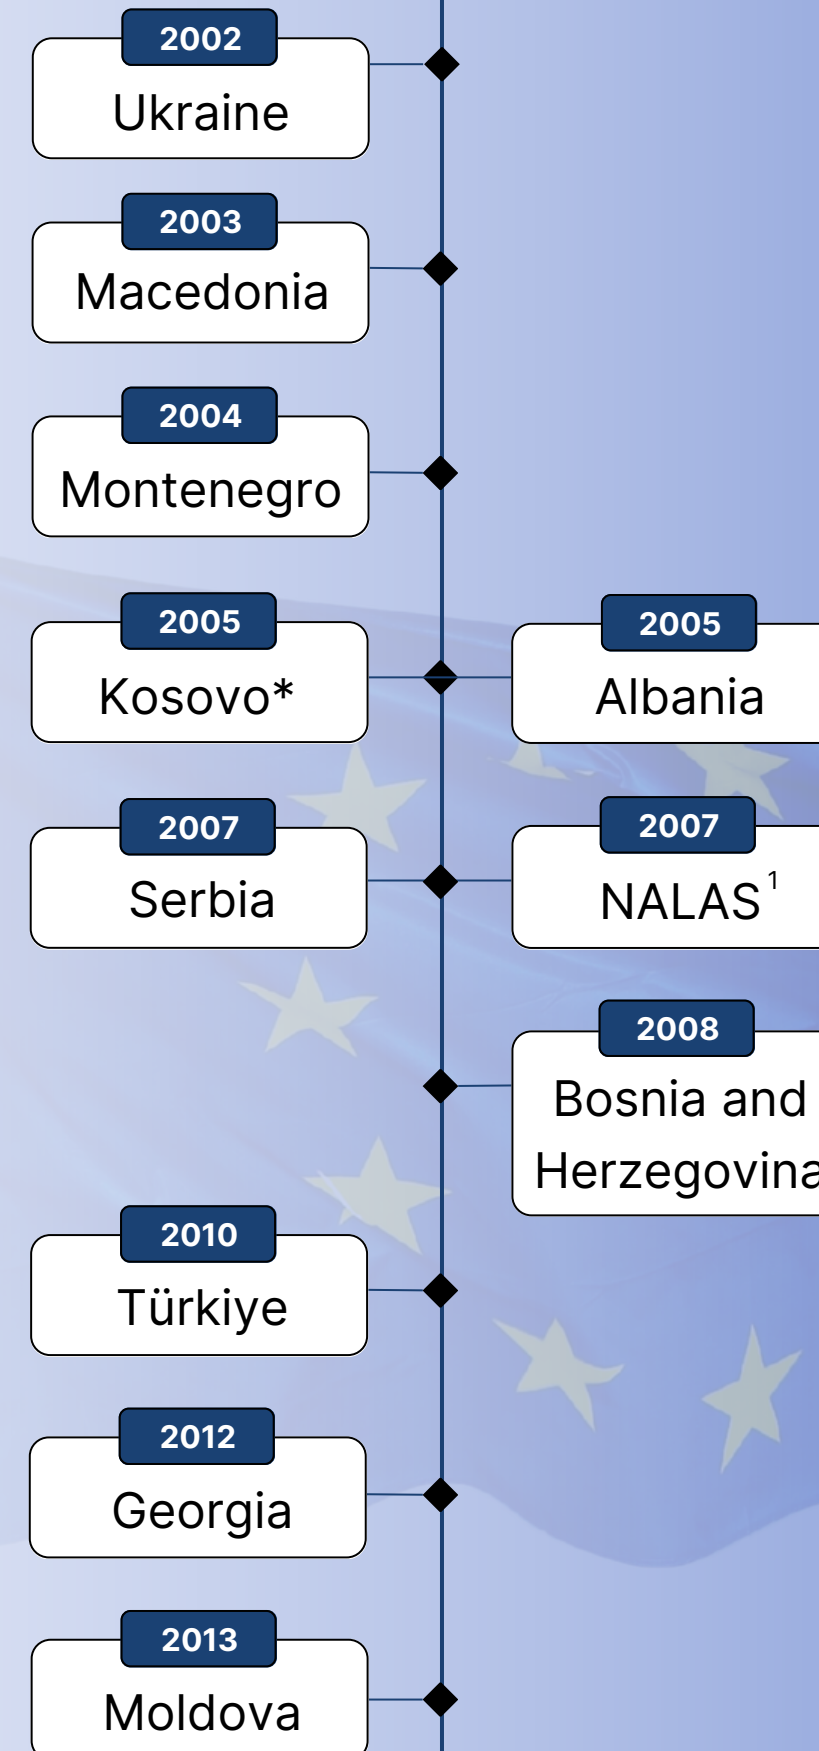 2002
Ukraine
2003
Macedonia
2004
Montenegro
2005
Kosovo*
2005
Albania
2007
Serbia
2007
NALAS¹
2008
Bosnia and
Herzegovina
2010
Türkiye
2012
Georgia
2013
Moldova